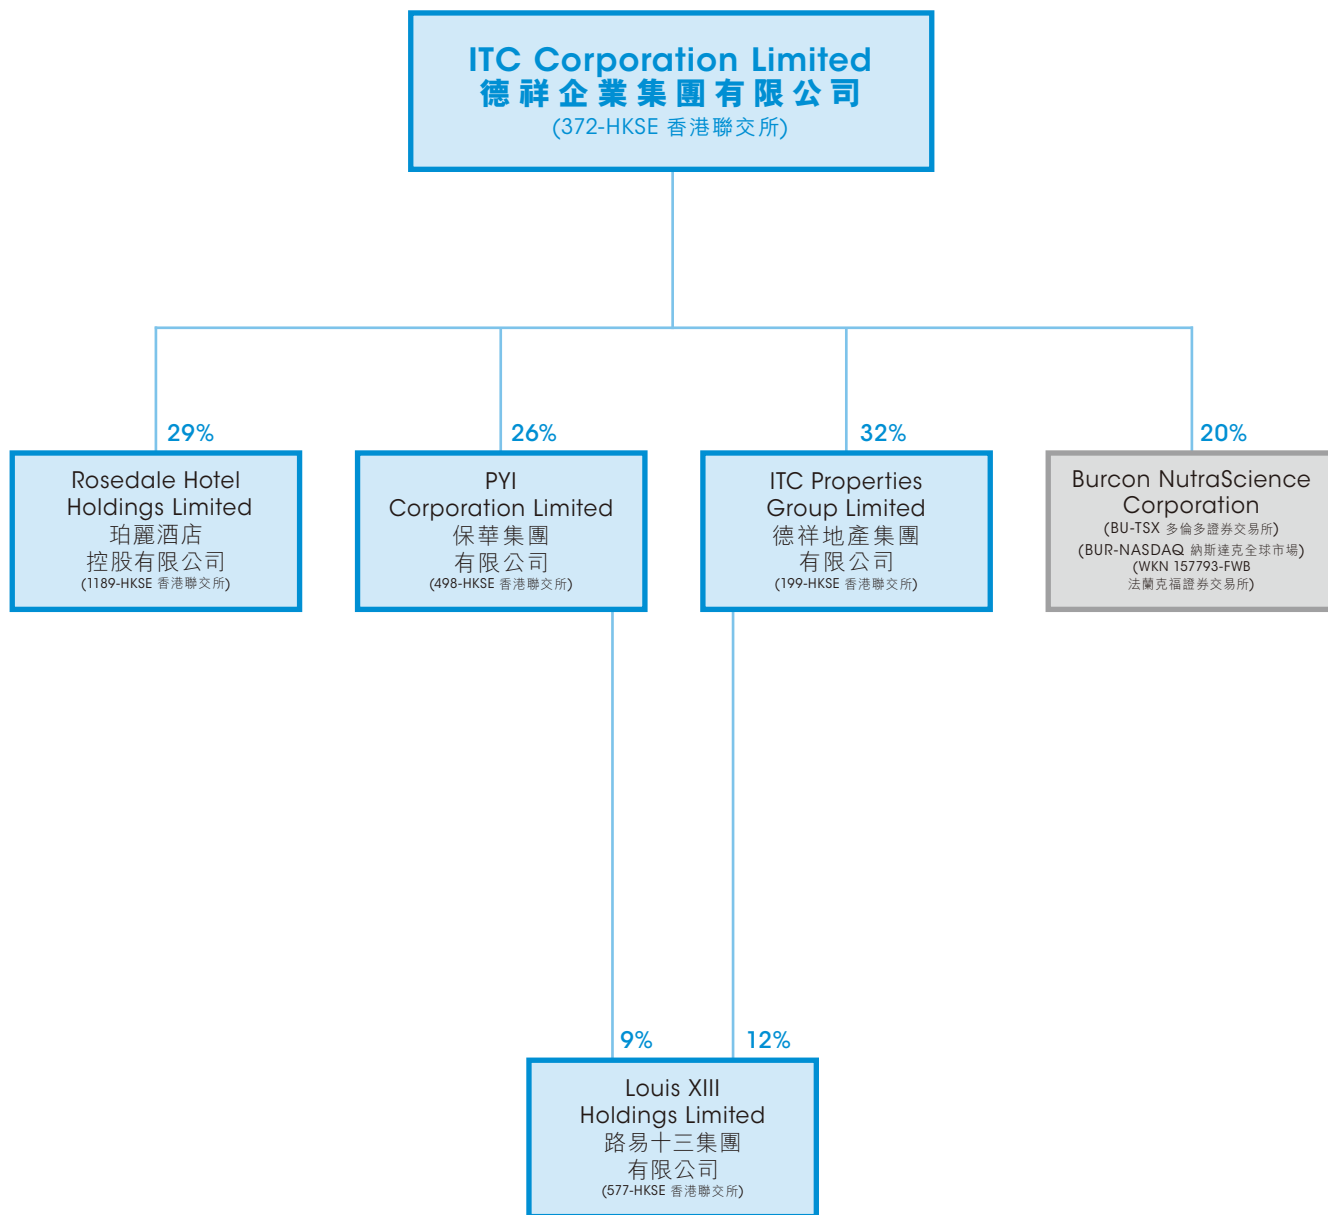 ITC Corporation Limited
德祥企業集團有限公司
(372-HKSE 香港聯交所)
29%
Rosedale Hotel
Holdings Limited
珀麗酒店
控股有限公司
(1189-HKSE 香港聯交所)
26%
PYI
Corporation Limited
保華集團
有限公司
(498-HKSE 香港聯交所)
32%
ITC Properties
Group Limited
德祥地產集團
有限公司
(199-HKSE 香港聯交所)
20%
Burcon NutraScience
Corporation
(BU-TSX 多倫多證券交易所)
(BUR-NASDAQ 納斯達克全球市場)
(WKN 157793-FWB
法蘭克福證券交易所)
9%
12%
Louis XIII
Holdings Limited
路易十三集團
有限公司
(577-HKSE 香港聯交所)